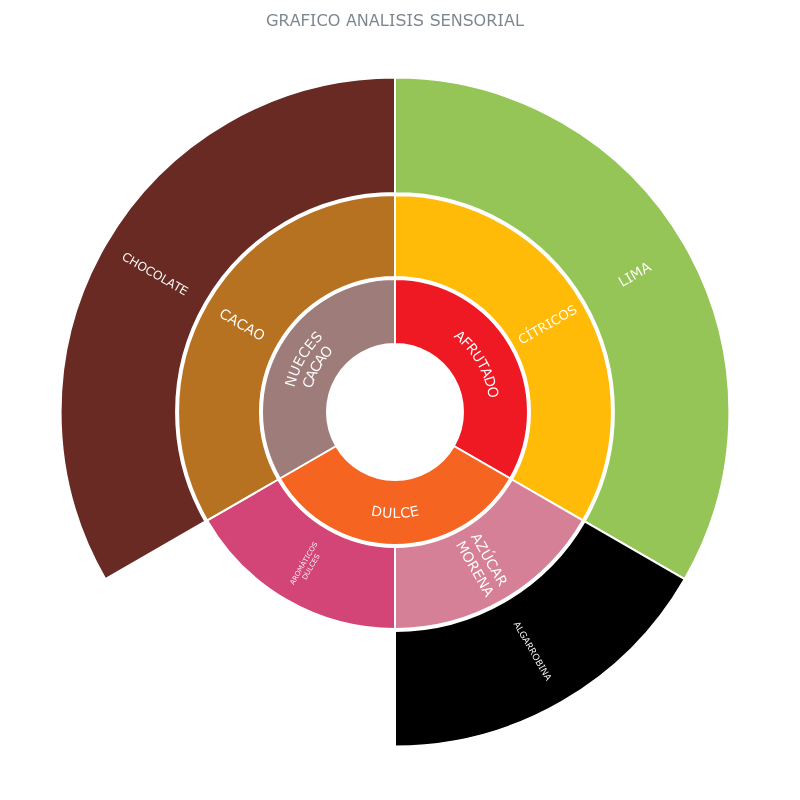 GRAFICO ANALISIS SENSORIAL
CHOCOLATE
LIMA
CACAO
CÍTRICOS
NUECES
CACAO
AFRUTADO
DULCE
AROMÁTICOS
DULCES
AZÚCAR
MORENA
ALGARROBINA